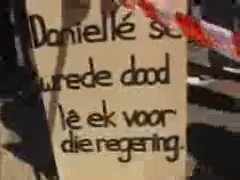 Daniellé se
wrede dood
lê ek voor
die regering.